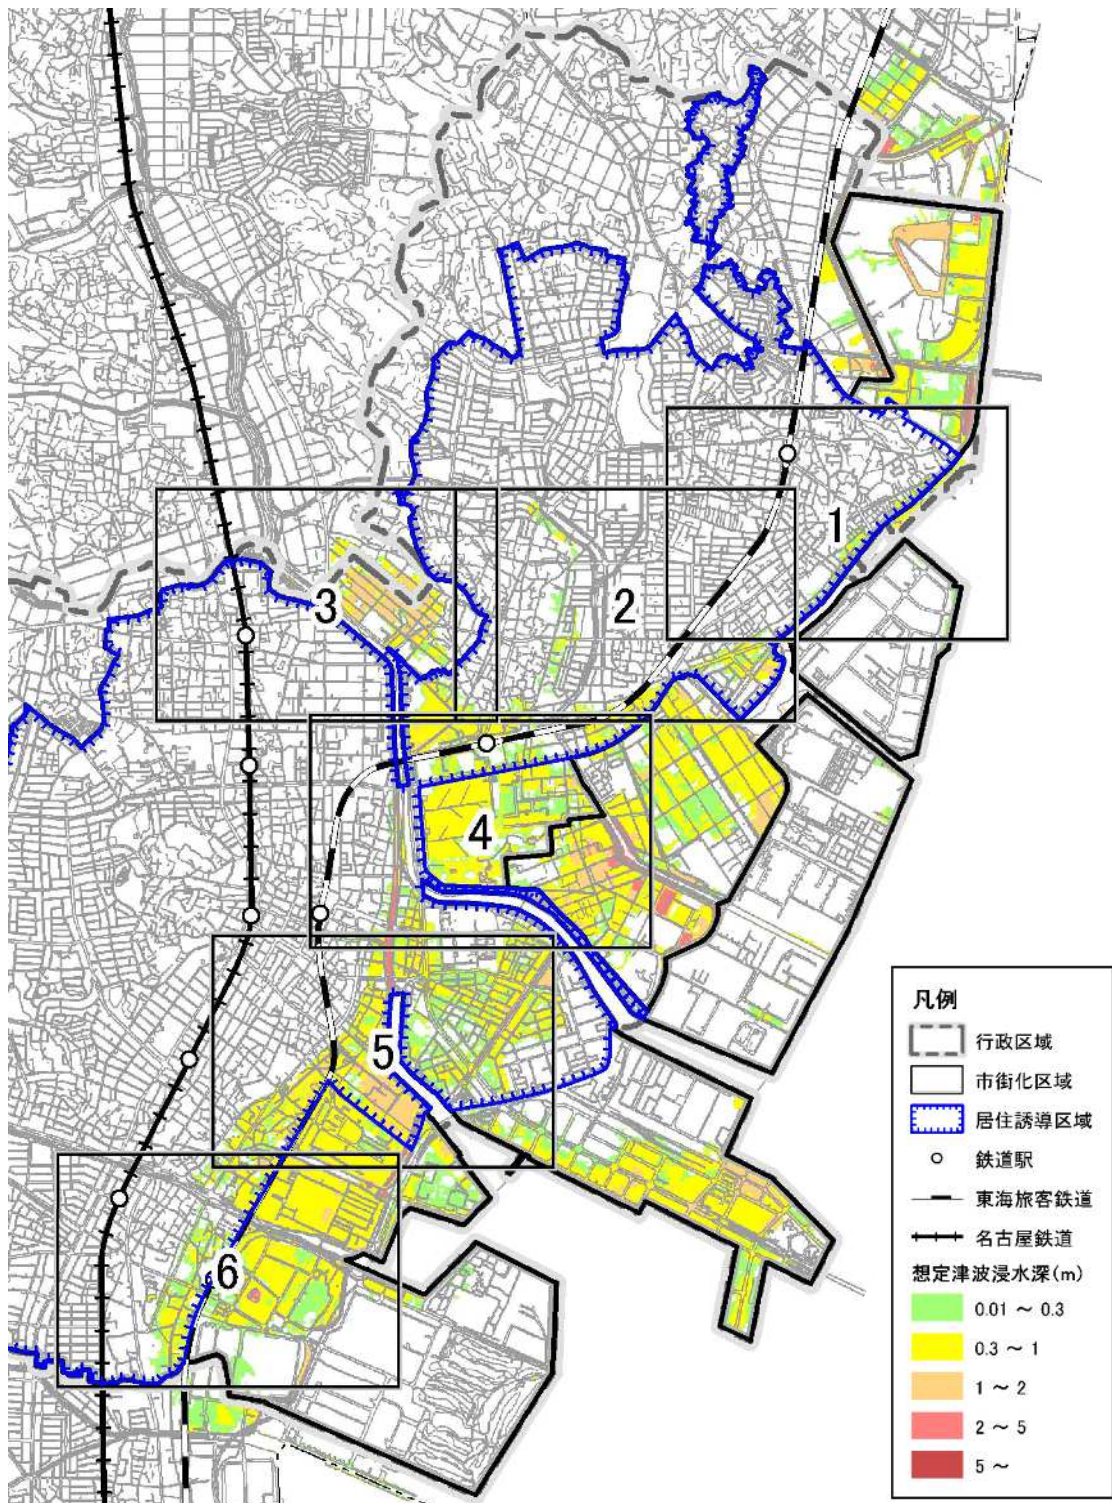 1
2
3
4
5
6
凡例
行政区域
市街化区域
居住誘導区域
鉄道駅
東海旅客鉄道
名古屋鉄道
想定津波浸水深(m)
0.01 ～ 0.3
0.3 ～ 1
1 ～ 2
2 ～ 5
5 ～